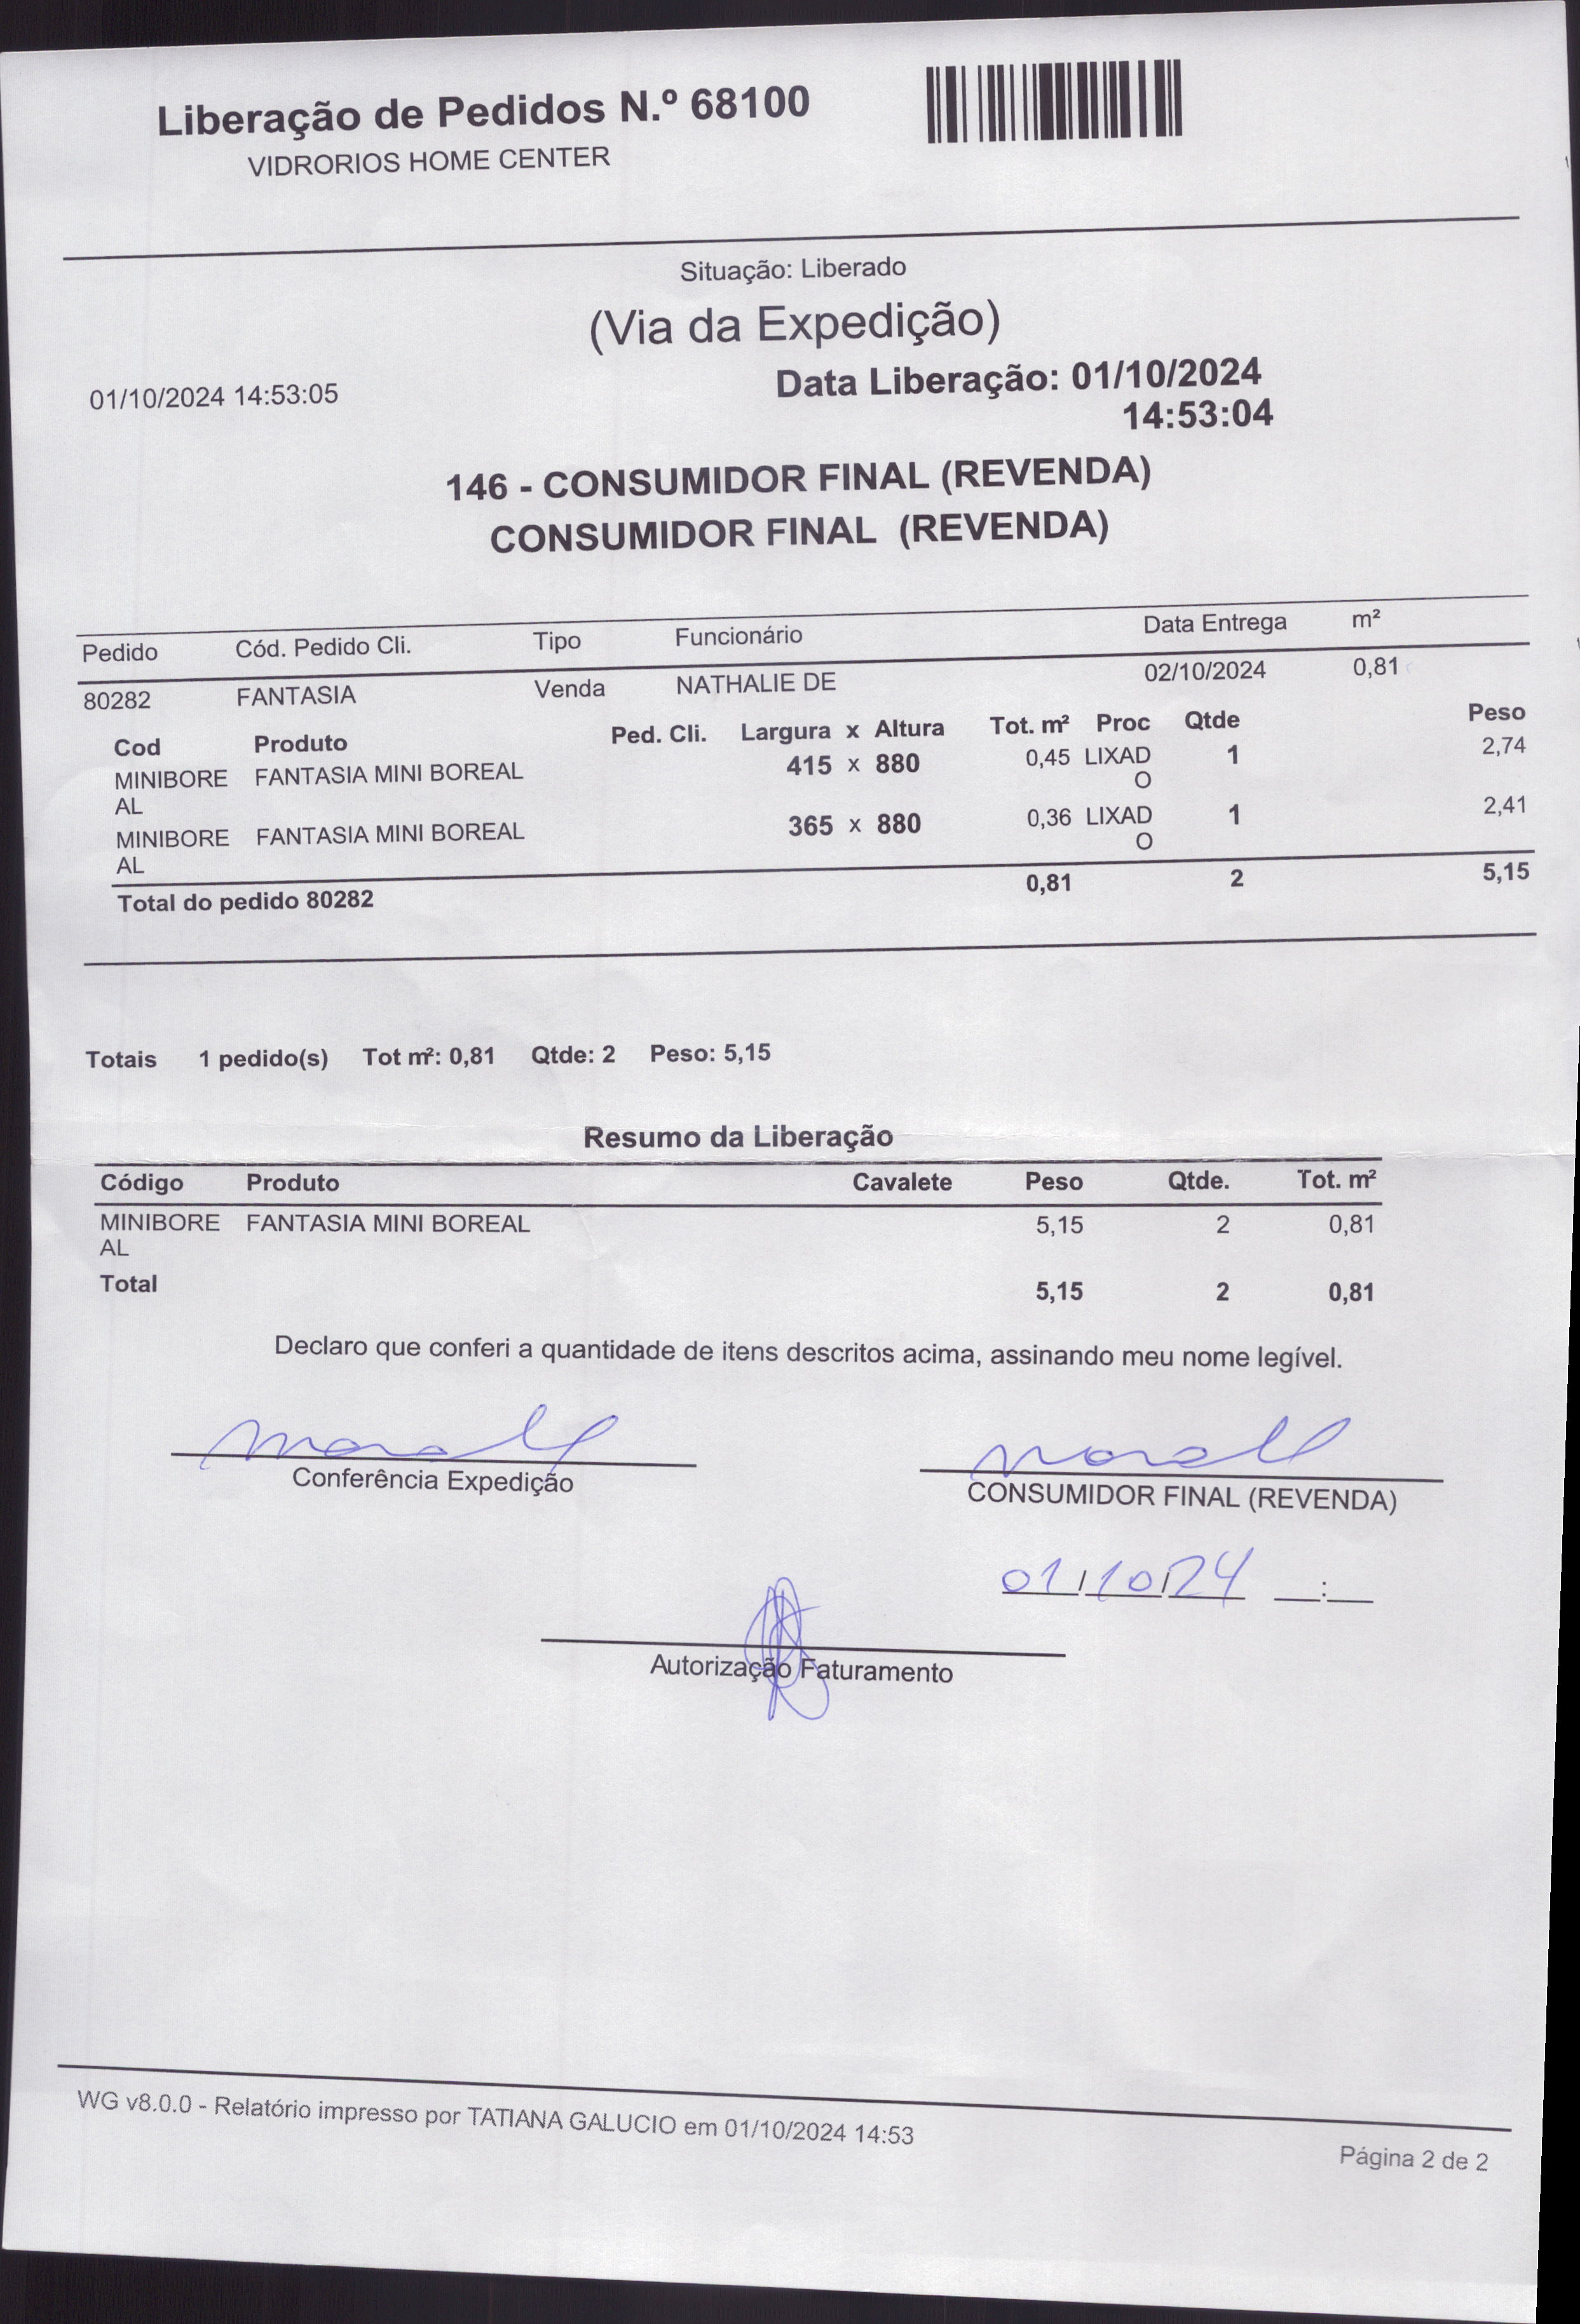 Liberação de Pedidos N.º 68100
VIDRORIOS HOME CENTER
Situação: Liberado
(Via da Expedição)
01/10/2024 14:53:05
Data Liberação: 01/10/2024
14:53:04
146 - CONSUMIDOR FINAL (REVENDA)
CONSUMIDOR FINAL (REVENDA)
Pedido Cód. Pedido Cli. Tipo Funcionário Data Entrega m²
80282 FANTASIA Venda NATHALIE DE 02/10/2024 0,81
Cod Produto Ped. Cli. Largura x Altura Tot. m² Proc Qtde Peso
MINIBORE FANTASIA MINI BOREAL 415 x 880 0,45 LIXAD 1 2,74
AL O
MINIBORE FANTASIA MINI BOREAL 365 x 880 0,36 LIXAD 1 2,41
AL O
Total do pedido 80282 0,81 2 5,15
Totais 1 pedido(s) Tot m²: 0,81 Qtde: 2 Peso: 5,15
Resumo da Liberação
Código Produto Cavalete Peso Qtde. Tot. m²
MINIBORE FANTASIA MINI BOREAL 5,15 2 0,81
AL
Total 5,15 2 0,81
Declaro que conferi a quantidade de itens descritos acima, assinando meu nome legível.
Conferência Expedição
CONSUMIDOR FINAL (REVENDA)
01/10/24 __:__
Autorização Faturamento
WG v8.0.0 - Relatório impresso por TATIANA GALUCIO em 01/10/2024 14:53
Página 2 de 2